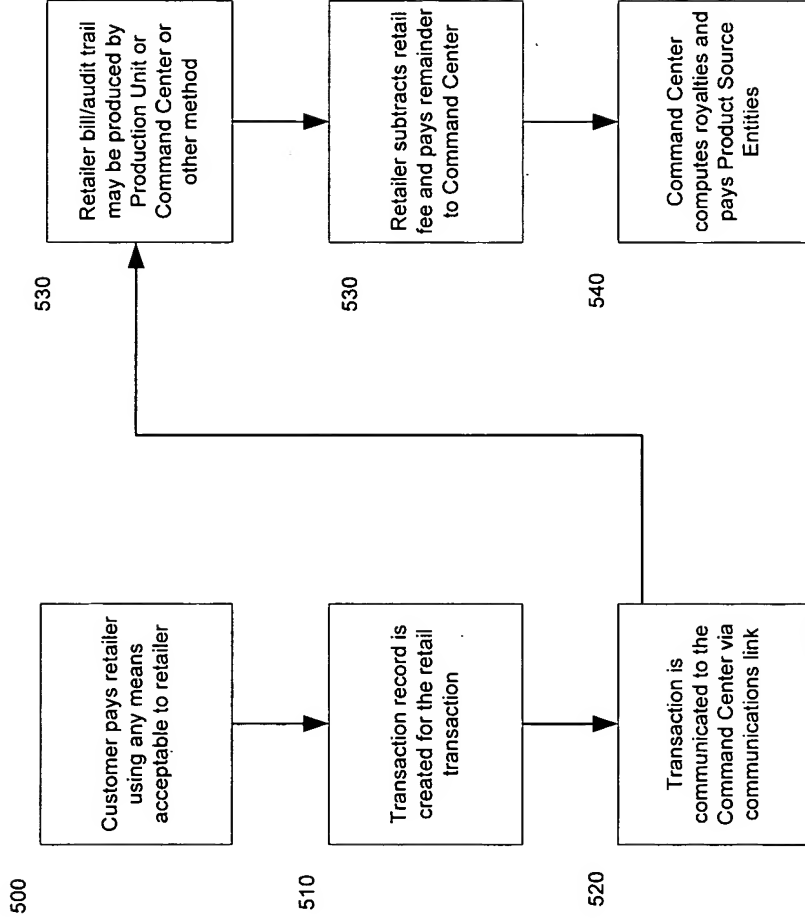 500
Customer pays retailer
using any means
acceptable to retailer
510
Transaction record is
created for the retail
transaction
520
Transaction is
communicated to the
Command Center via
communications link
530
Retailer bill/audit trail
may be produced by
Production Unit or
Command Center or
other method
530
Retailer subtracts retail
fee and pays remainder
to Command Center
540
Command Center
computes royalties and
pays Product Source
Entities